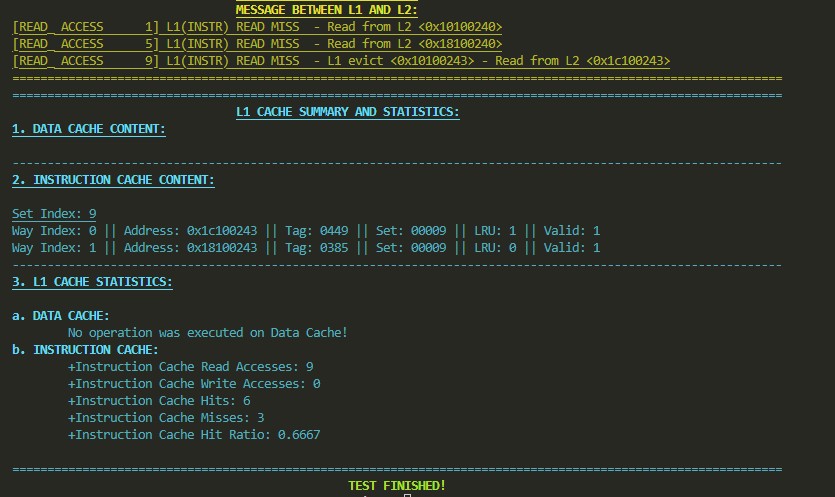 MESSAGE BETWEEN L1 AND L2:
[READ_ ACCESS      1] L1(INSTR) READ MISS  - Read from L2 <0x10100240>
[READ_ ACCESS      5] L1(INSTR) READ MISS  - Read from L2 <0x18100240>
[READ_ ACCESS      9] L1(INSTR) READ MISS  - L1 evict <0x10100243> - Read from L2 <0x1c100243>
==============================================================================================================
==============================================================================================================
L1 CACHE SUMMARY AND STATISTICS:
1. DATA CACHE CONTENT:
--------------------------------------------------------------------------------------------------------------
2. INSTRUCTION CACHE CONTENT:
Set Index: 9
Way Index: 0 || Address: 0x1c100243 || Tag: 0449 || Set: 00009 || LRU: 1 || Valid: 1
Way Index: 1 || Address: 0x18100243 || Tag: 0385 || Set: 00009 || LRU: 0 || Valid: 1
--------------------------------------------------------------------------------------------------------------
3. L1 CACHE STATISTICS:
a. DATA CACHE:
No operation was executed on Data Cache!
b. INSTRUCTION CACHE:
+Instruction Cache Read Accesses: 9
+Instruction Cache Write Accesses: 0
+Instruction Cache Hits: 6
+Instruction Cache Misses: 3
+Instruction Cache Hit Ratio: 0.6667
==============================================================================================================
TEST FINISHED!